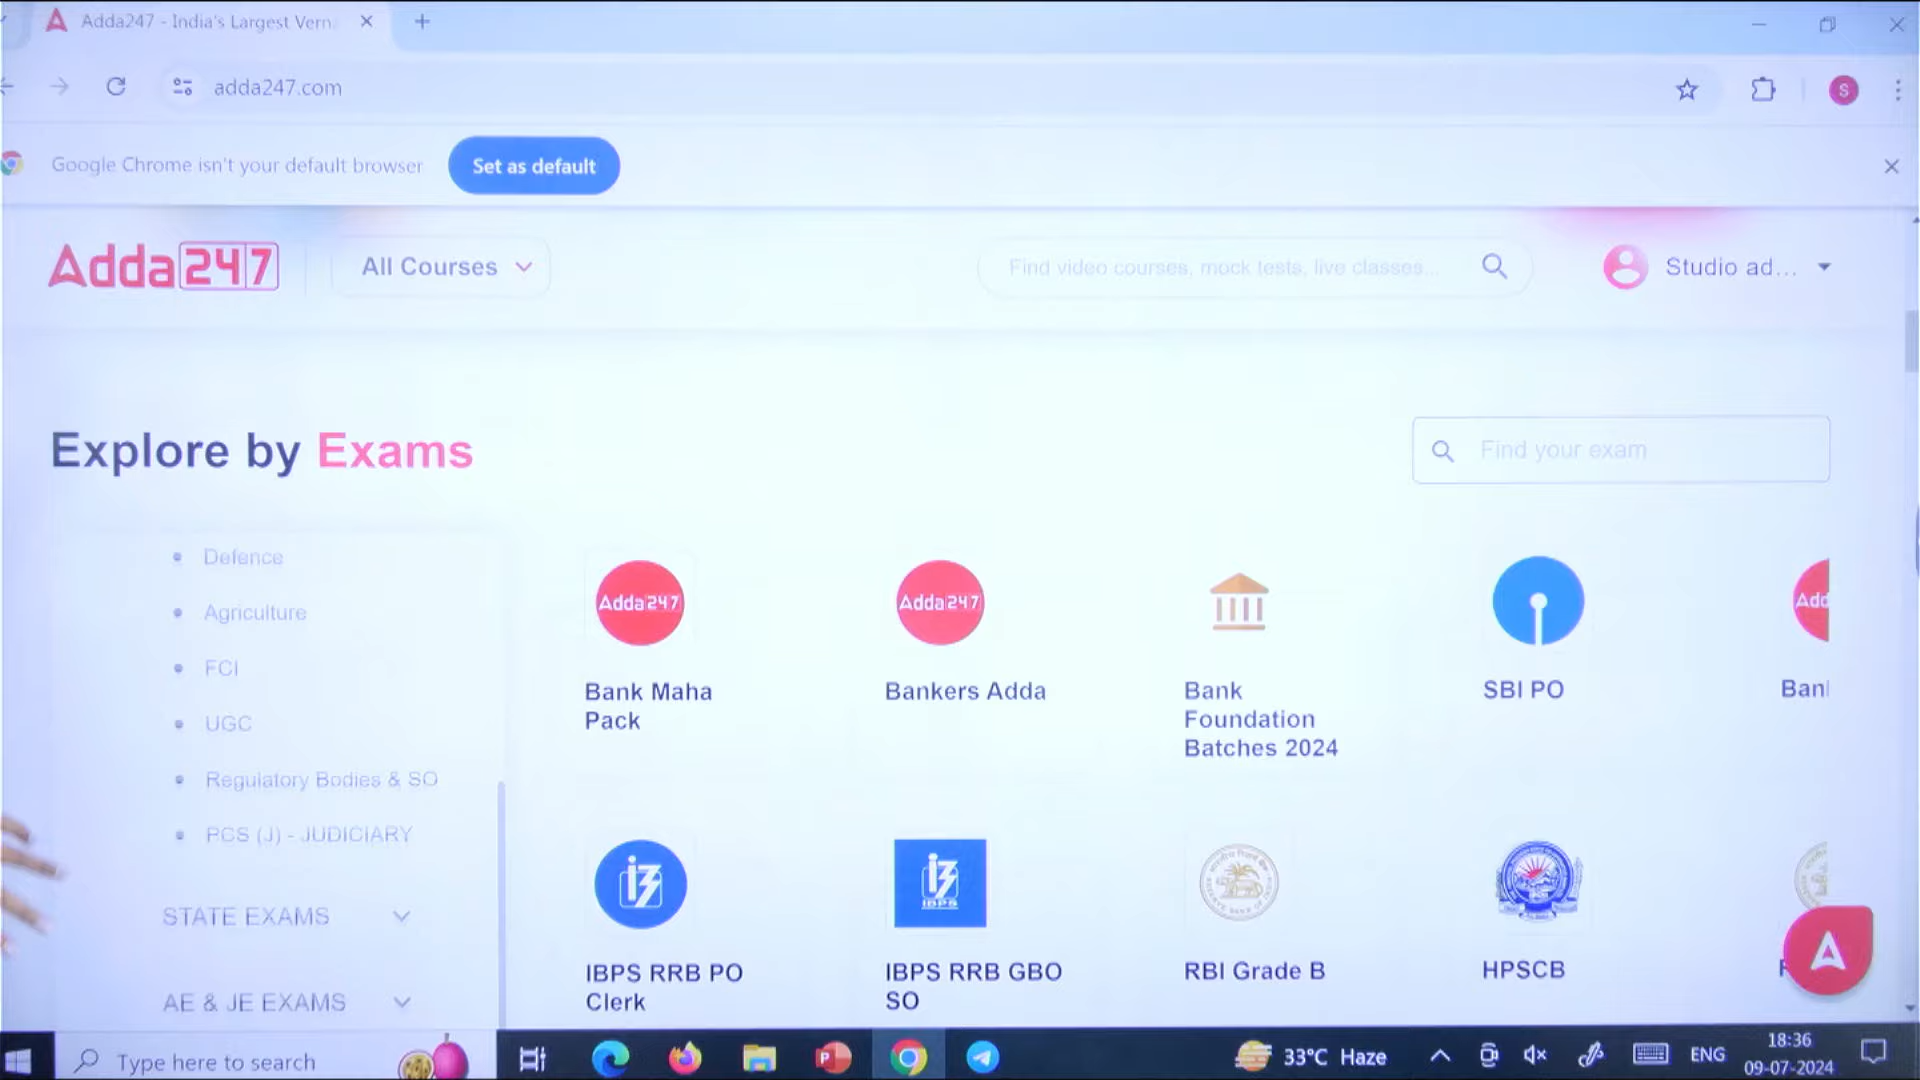 Adda247 - India's Largest Vern
adda247.com
Google Chrome isn't your default browser
Set as default
S
Adda247
All Courses
Find video courses, mock tests, live classes...
Studio ad...
Explore by Exams
Find your exam
Defence
Agriculture
FCI
UGC
Regulatory Bodies & SO
PCS (J) - JUDICIARY
STATE EXAMS
AE & JE EXAMS
Adda247
Bank Maha
Pack
Adda247
Bankers Adda
Bank
Foundation
Batches 2024
SBI PO
Add
Ban
IBPS RRB PO
Clerk
IBPS
IBPS RRB GBO
SO
RBI Grade B
HPSCB
Type here to search
33°C Haze
ENG
18:36
09-07-2024